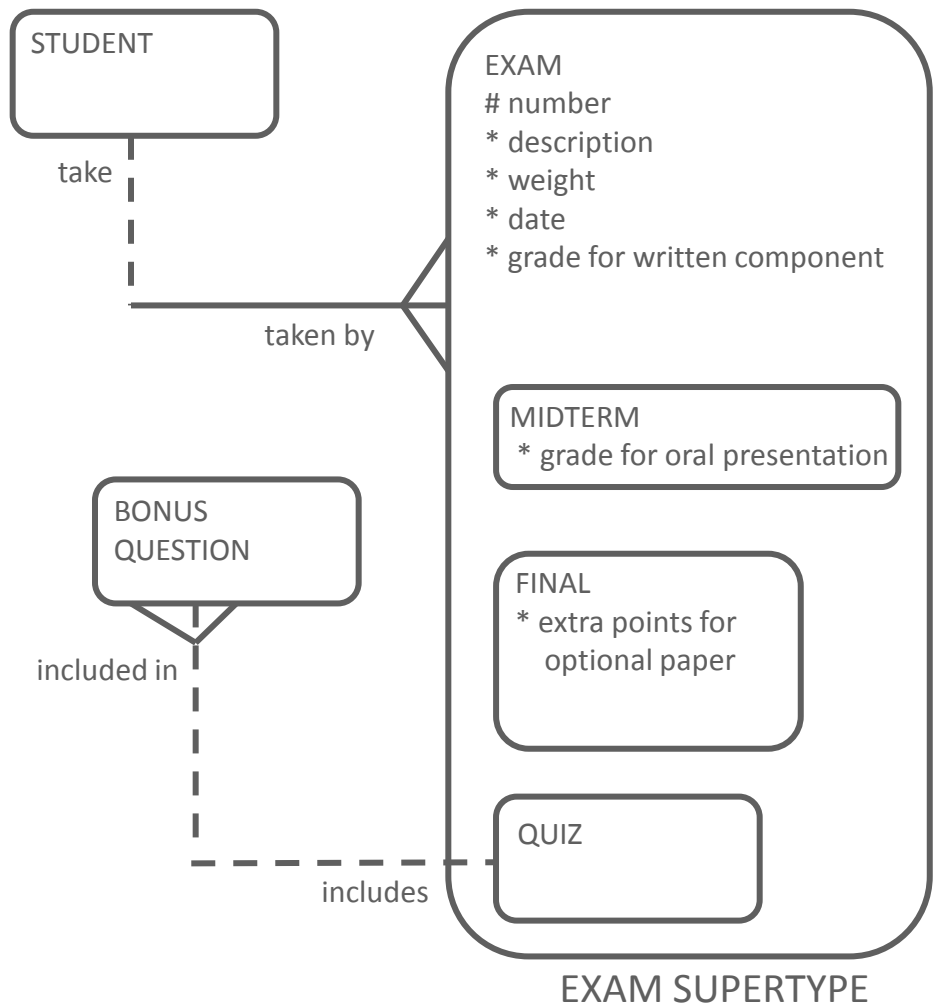 STUDENT
take
EXAM
# number
* description
* weight
* date
* grade for written component
taken by
MIDTERM
* grade for oral presentation
BONUS
QUESTION
included in
FINAL
* extra points for
optional paper
QUIZ
includes
EXAM SUPERTYPE